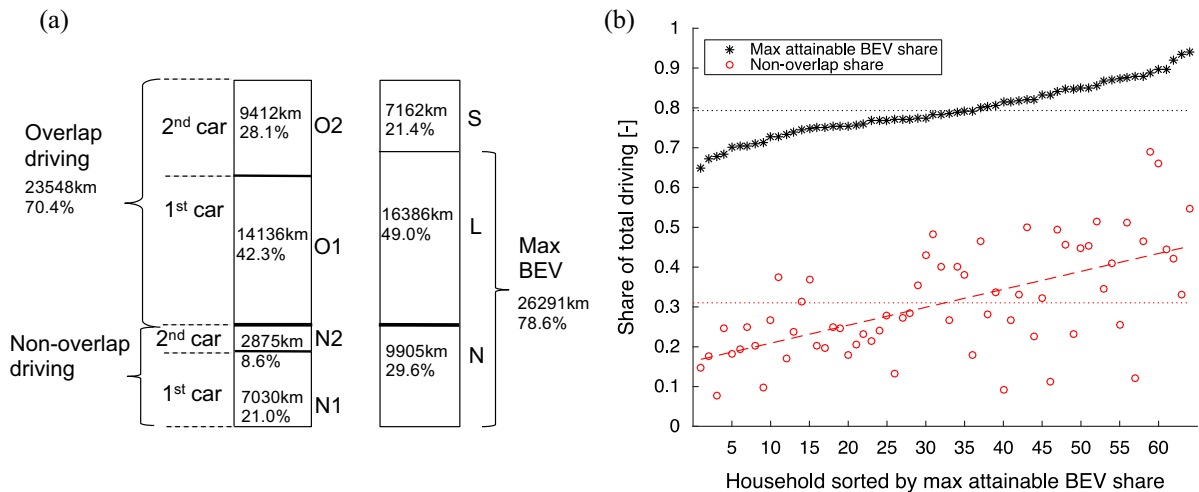 (a)
Overlap
driving
23548km
70.4%
2nd car
1st car
9412km
28.1%
O2
14136km
42.3%
O1
Non-overlap
driving
2nd car
1st car
2875km
8.6%
N2
7030km
21.0%
N1
7162km
21.4%
S
16386km
49.0%
L
9905km
29.6%
N
Max
BEV
26291km
78.6%
(b)
Share of total driving [-]
1
0.9
0.8
0.7
0.6
0.5
0.4
0.3
0.2
0.1
0
Max attainable BEV share
Non-overlap share
5 10 15 20 25 30 35 40 45 50 55 60
Household sorted by max attainable BEV share